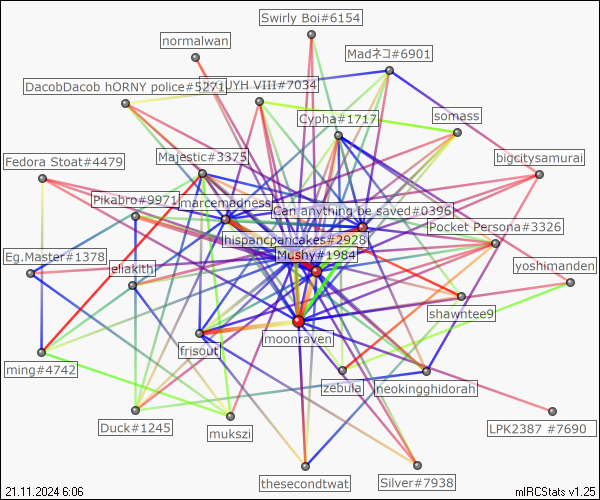 Swirly Boi#6154
normalwan
Madネコ#6901
DacobDacob hORNY police#5271
UYH VIII#7034
Cypha#1717
somass
Fedora Stoat#4479
Majestic#3375
bigcitysamurai
Pikabro#9971
marcemadness
Can anything be saved#0396
Pocket Persona#3326
hispancpancakes#2928
Mushy#1984
Eg.Master#1378
eliakith
yoshimanden
shawntee9
moonraven
frisout
ming#4742
zebula
neokingghidorah
Duck#1245
mukszi
LPK2387 #7690
thesecondtwat
Silver#7938
21.11.2024 6:06
mIRCStats v1.25